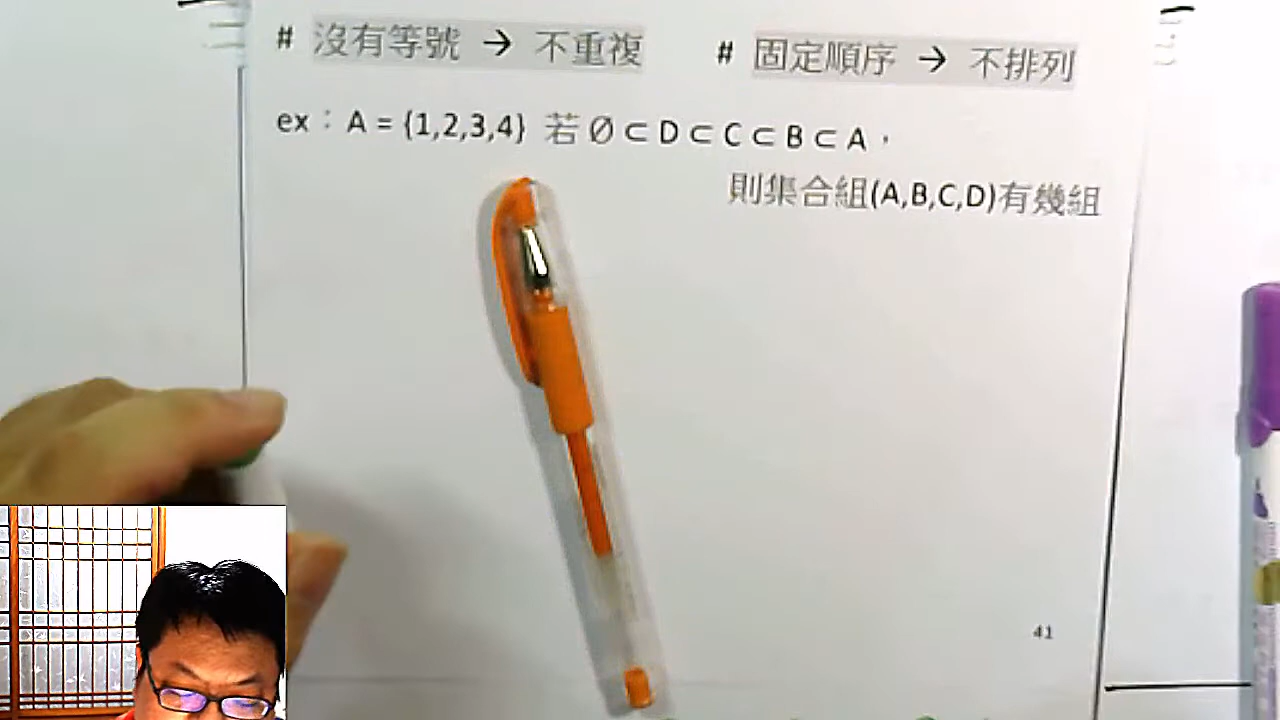 # 沒有等號 → 不重複 # 固定順序 → 不排列
ex：A = {1,2,3,4} 若 ∅ ⊂ D ⊂ C ⊂ B ⊂ A，
則集合組(A,B,C,D)有幾組
41